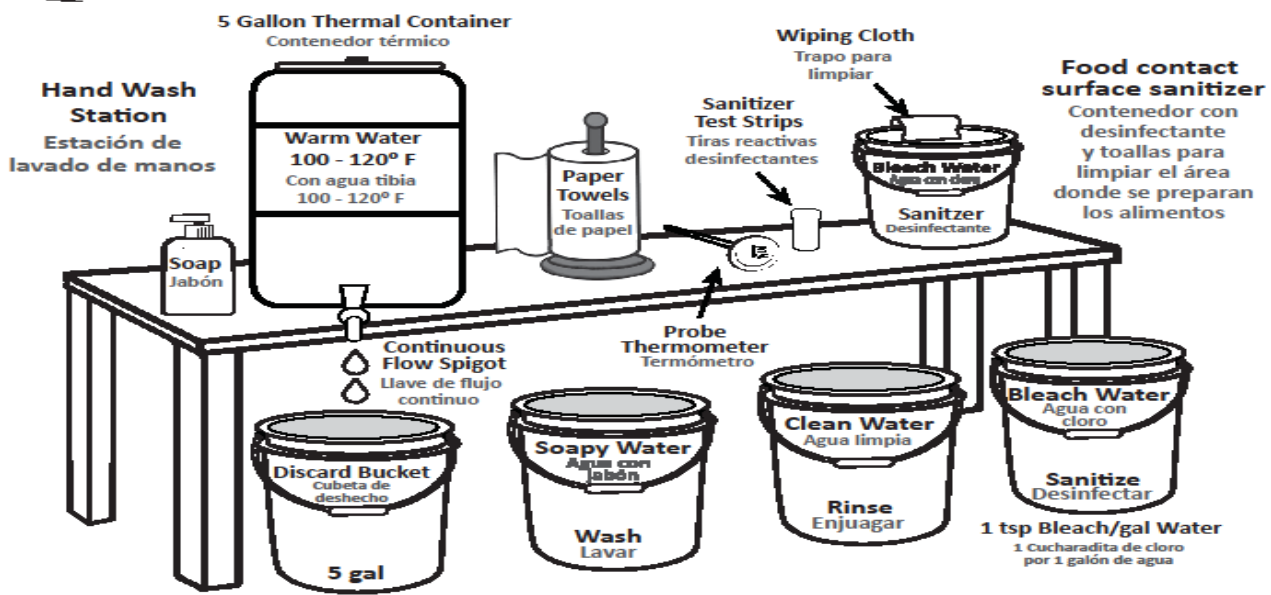 5 Gallon Thermal Container
Contenedor térmico
Hand Wash
Station
Estación de
lavado de manos
Warm Water
100 - 120º F
Con agua tibia
100 - 120º F
Soap
Jabón
Paper
Towels
Toallas
de papel
Sanitizer
Test Strips
Tiras reactivas
desinfectantes
Wiping Cloth
Trapo para
limpiar
Bleach Water
Agua con cloro
Sanitzer
Desinfectante
Food contact
surface sanitizer
Contenedor con
desinfectante
y toallas para
limpiar el área
donde se preparan
los alimentos
Probe
Thermometer
Termómetro
Continuous
Flow Spigot
Llave de flujo
continuo
Discard Bucket
Cubeta de
deshecho
5 gal
Soapy Water
Agua con
jabón
Wash
Lavar
Clean Water
Agua limpia
Rinse
Enjuagar
Bleach Water
Agua con
cloro
Sanitize
Desinfectar
1 tsp Bleach/gal Water
1 Cucharadita de cloro
por 1 galón de agua